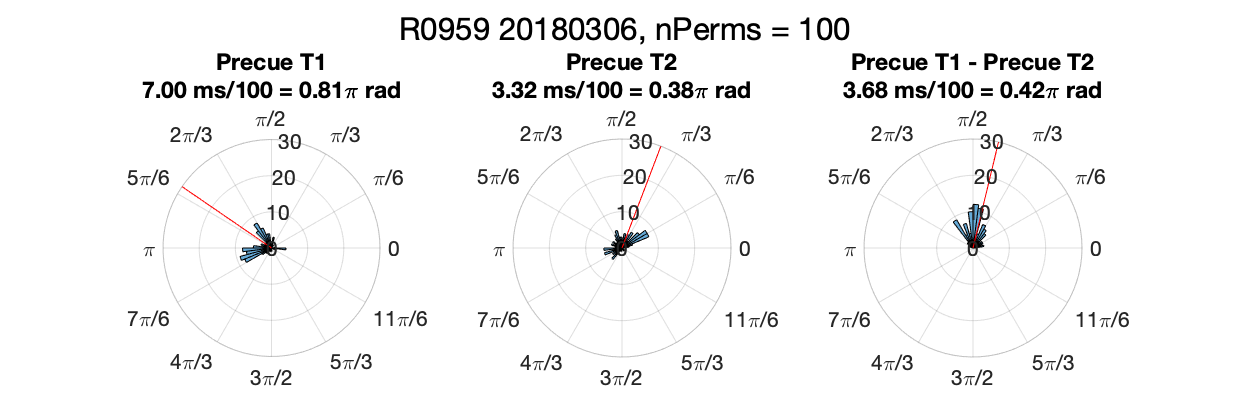 R0959 20180306, nPerms = 100
Precue T1
7.00 ms/100 = 0.81π rad
π/2
2π/3
30
π/3
20
5π/6
π/6
10
π
0
0
7π/6
11π/6
4π/3
5π/3
3π/2
Precue T2
3.32 ms/100 = 0.38π rad
π/2
2π/3
30
π/3
20
5π/6
π/6
10
π
0
0
7π/6
11π/6
4π/3
5π/3
3π/2
Precue T1 - Precue T2
3.68 ms/100 = 0.42π rad
π/2
2π/3
30
π/3
20
5π/6
π/6
10
π
0
0
7π/6
11π/6
4π/3
5π/3
3π/2